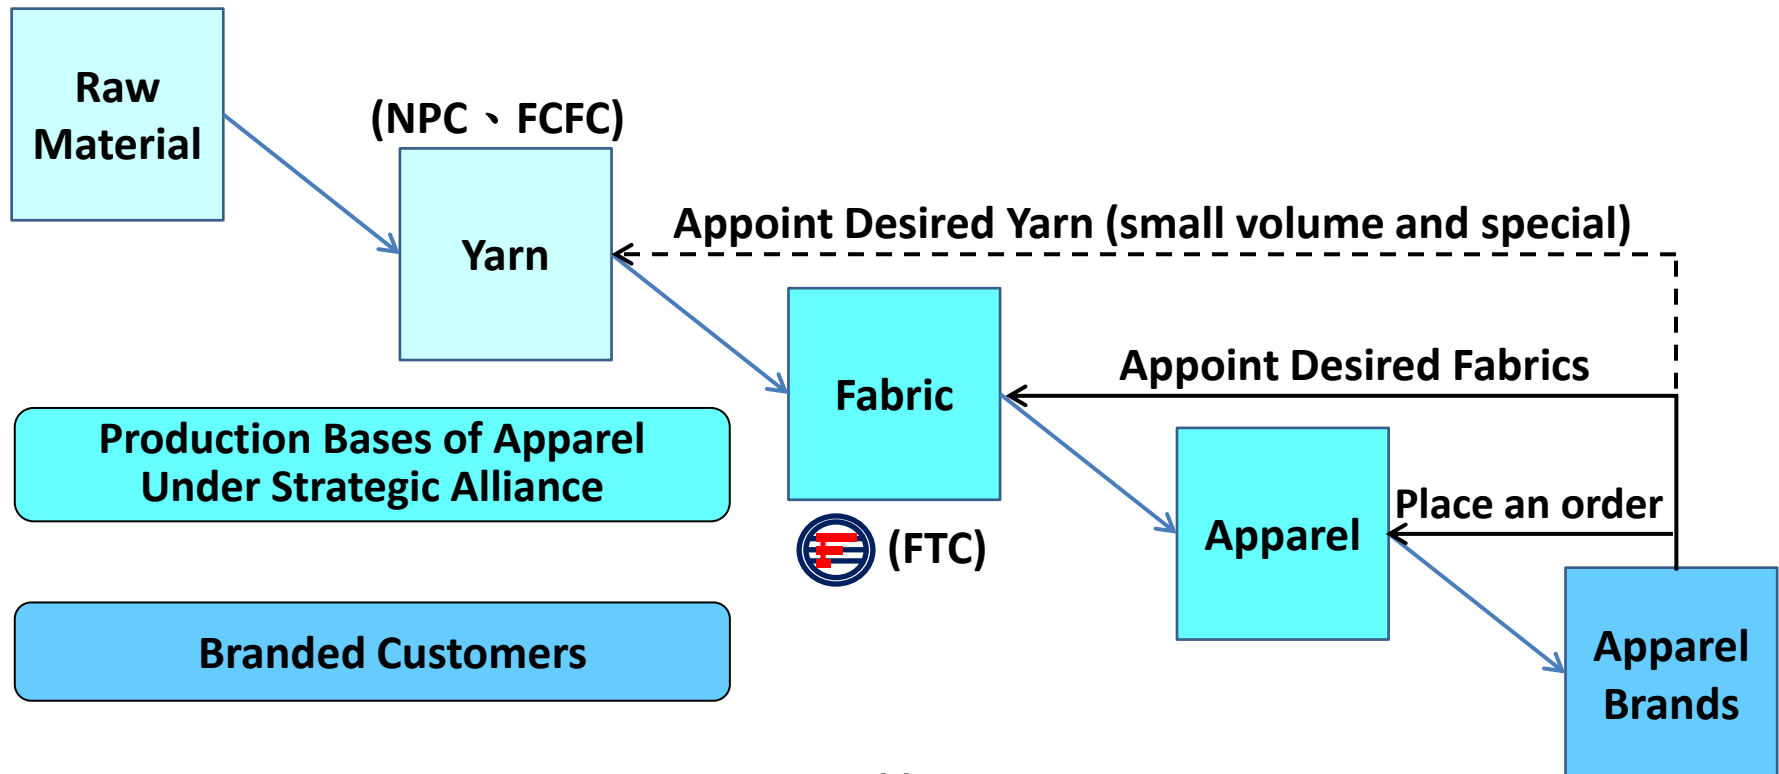 Raw
Material
(NPC、FCFC)
Yarn
Appoint Desired Yarn (small volume and special)
Fabric
Appoint Desired Fabrics
Production Bases of Apparel
Under Strategic Alliance
(FTC)
Apparel
Place an order
Branded Customers
Apparel
Brands